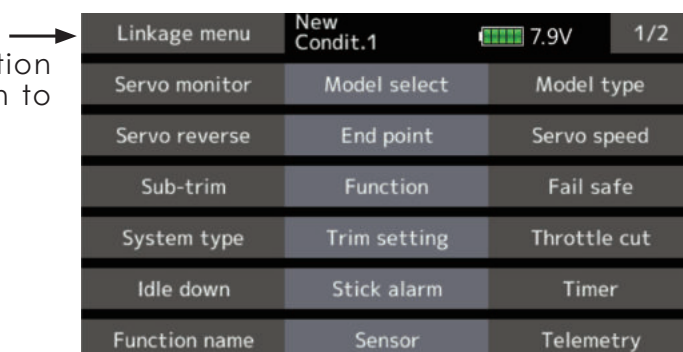 Linkage menu New Condit.1 7.9V 1/2
tion
n to
Servo monitor Model select Model type
Servo reverse End point Servo speed
Sub-trim Function Fail safe
System type Trim setting Throttle cut
Idle down Stick alarm Timer
Function name Sensor Telemetry